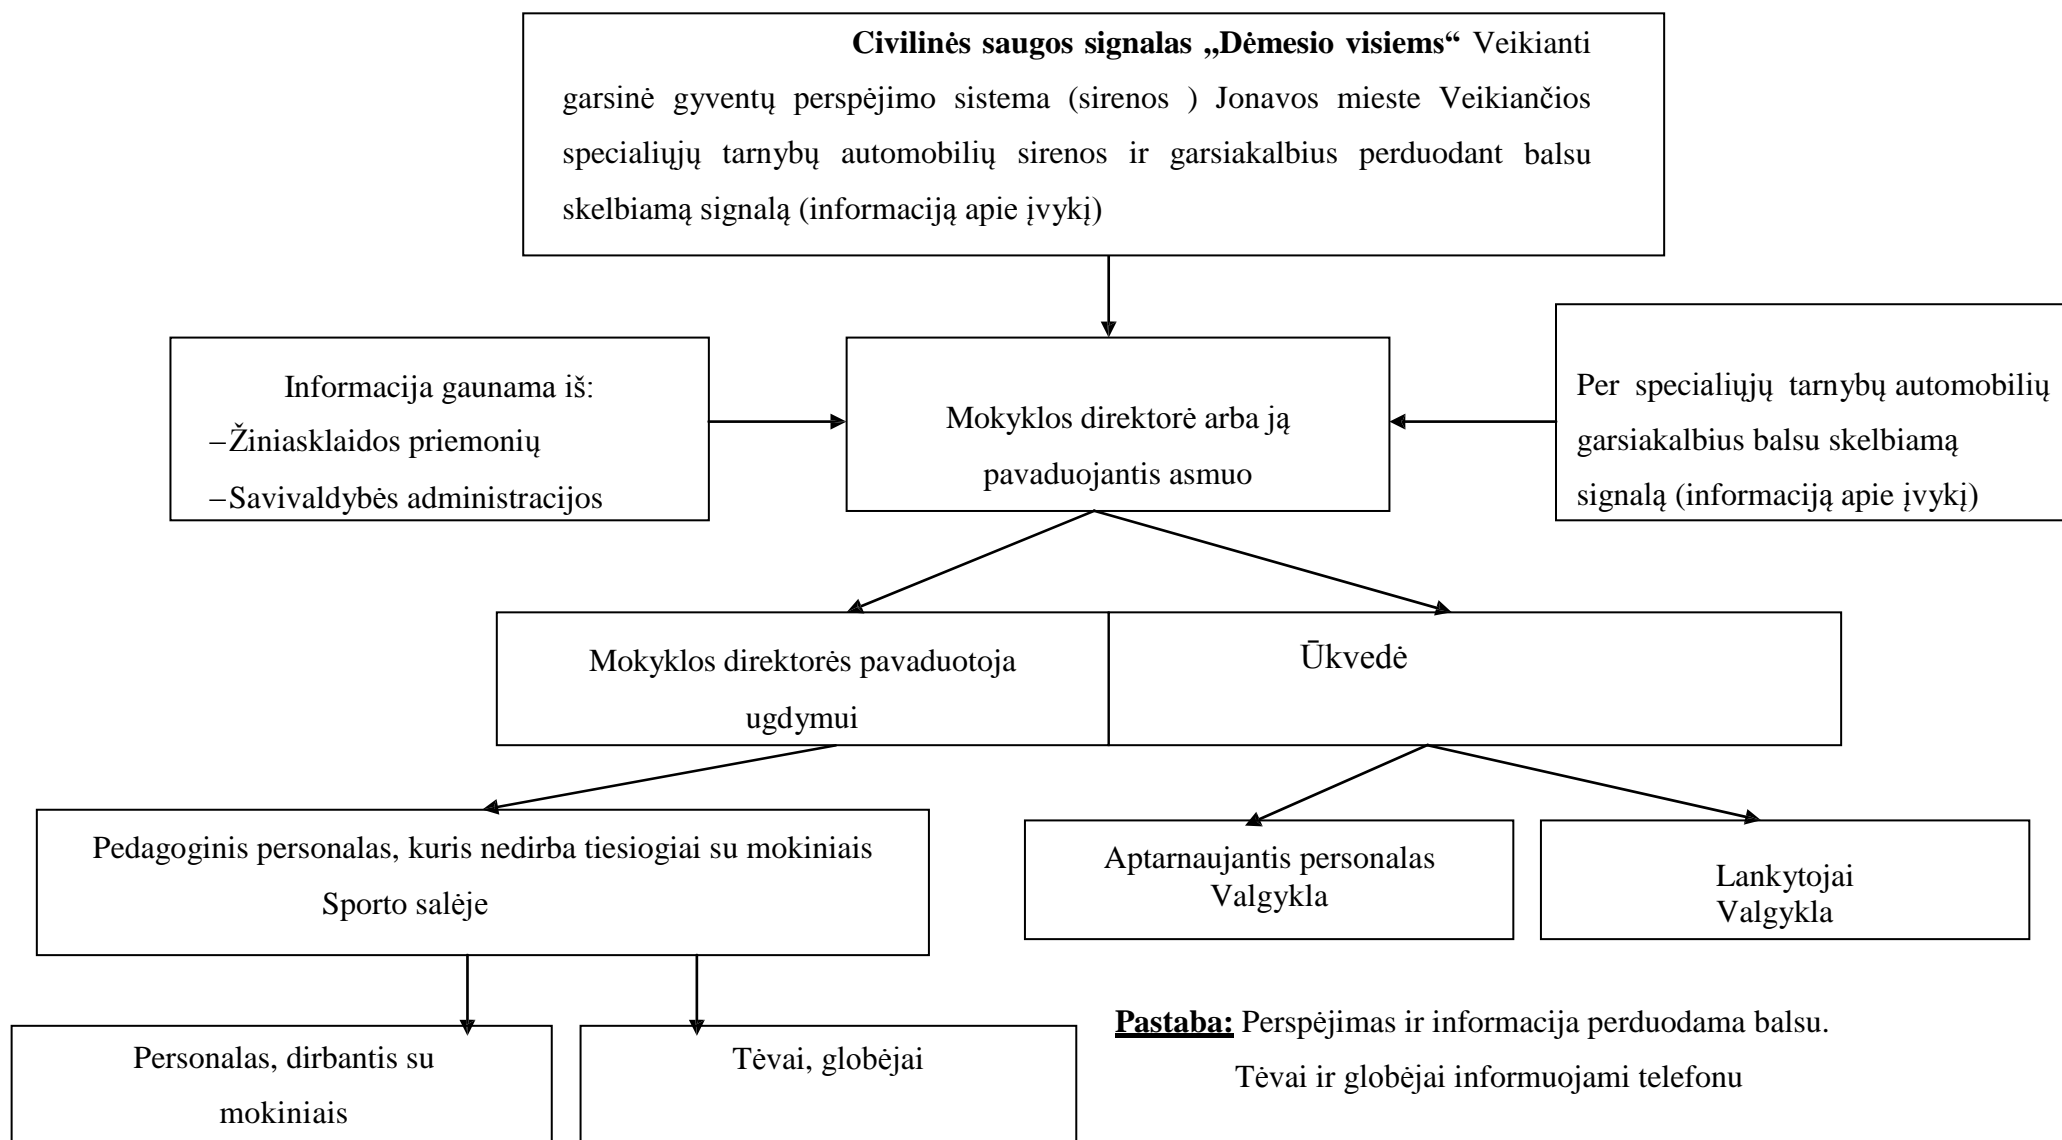 Civilinės saugos signalas „Dėmesio visiems“ Veikianti
garsinė gyventų perspėjimo sistema (sirenos ) Jonavos mieste Veikiančios
specialiųjų tarnybų automobilių sirenos ir garsiakalbius perduodant balsu
skelbiamą signalą (informaciją apie įvykį)
Informacija gaunama iš:
–Žiniasklaidos priemonių
–Savivaldybės administracijos
Mokyklos direktorė arba ją
pavaduojantis asmuo
Per specialiųjų tarnybų automobilių
garsiakalbius balsu skelbiamą
signalą (informaciją apie įvykį)
Mokyklos direktorės pavaduotoja
ugdymui
Ūkvedė
Pedagoginis personalas, kuris nedirba tiesiogiai su mokiniais
Sporto salėje
Aptarnaujantis personalas
Valgykla
Lankytojai
Valgykla
Personalas, dirbantis su
mokiniais
Tėvai, globėjai
Pastaba: Perspėjimas ir informacija perduodama balsu.
Tėvai ir globėjai informuojami telefonu